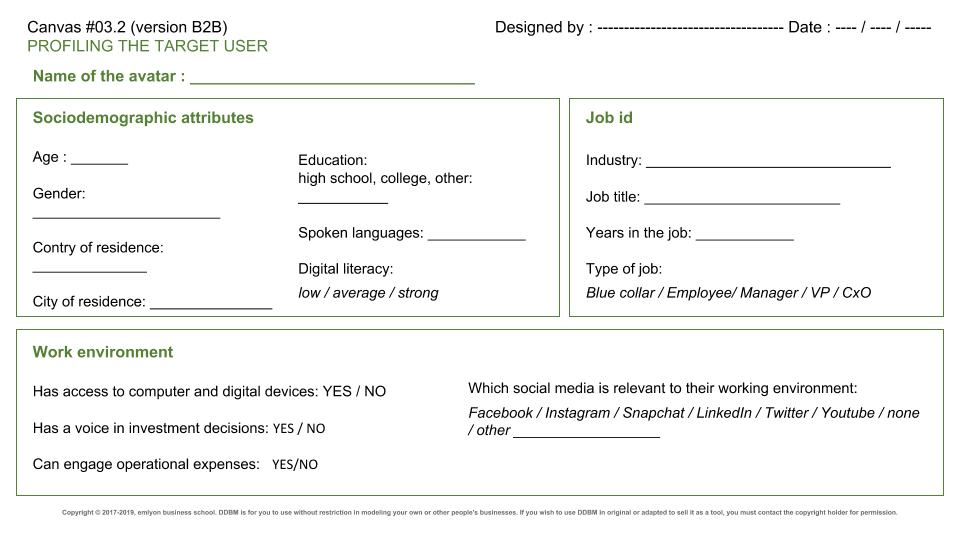 Canvas #03.2 (version B2B)
Designed by : ----------------------------------- Date : ---- / ---- / -----
PROFILING THE TARGET USER
Name of the avatar : __________________________________
Sociodemographic attributes
Age : _______
Gender:
_______________________
Contry of residence:
______________
City of residence: _______________
Education:
high school, college, other:
___________
Spoken languages: ____________
Digital literacy:
low / average / strong
Job id
Industry: ______________________________
Job title: ________________________
Years in the job: ____________
Type of job:
Blue collar / Employee/ Manager / VP / CxO
Work environment
Has access to computer and digital devices: YES / NO
Has a voice in investment decisions: YES / NO
Can engage operational expenses: YES/NO
Which social media is relevant to their working environment:
Facebook / Instagram / Snapchat / LinkedIn / Twitter / Youtube / none
/ other __________________
Copyright © 2017-2019, emlyon business school. DDBM is for you to use without restriction in modeling your own or other people's businesses. If you wish to use DDBM in original or adapted to sell it as a tool, you must contact the copyright holder for permission.